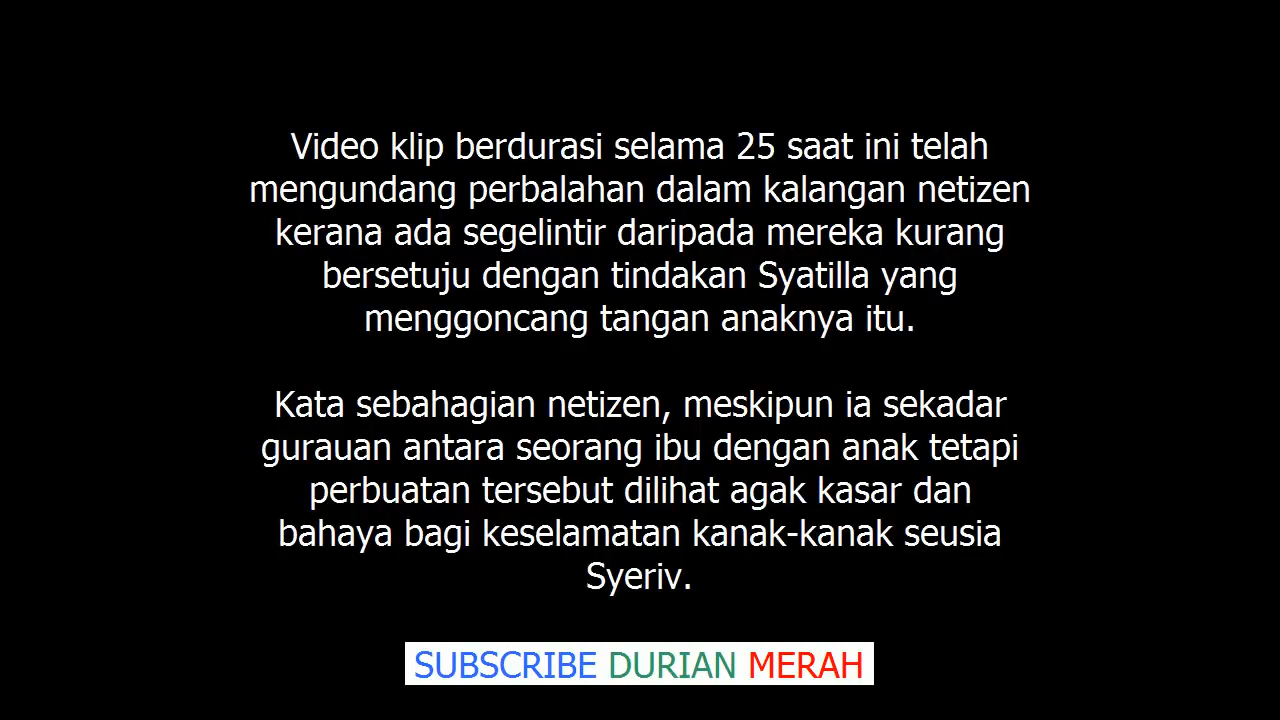 Video klip berdurasi selama 25 saat ini telah
mengundang perbalahan dalam kalangan netizen
kerana ada segelintir daripada mereka kurang
bersetuju dengan tindakan Syatilla yang
menggoncang tangan anaknya itu.
Kata sebahagian netizen, meskipun ia sekadar
gurauan antara seorang ibu dengan anak tetapi
perbuatan tersebut dilihat agak kasar dan
bahaya bagi keselamatan kanak-kanak seusia
Syeriv.
SUBSCRIBE DURIAN MERAH